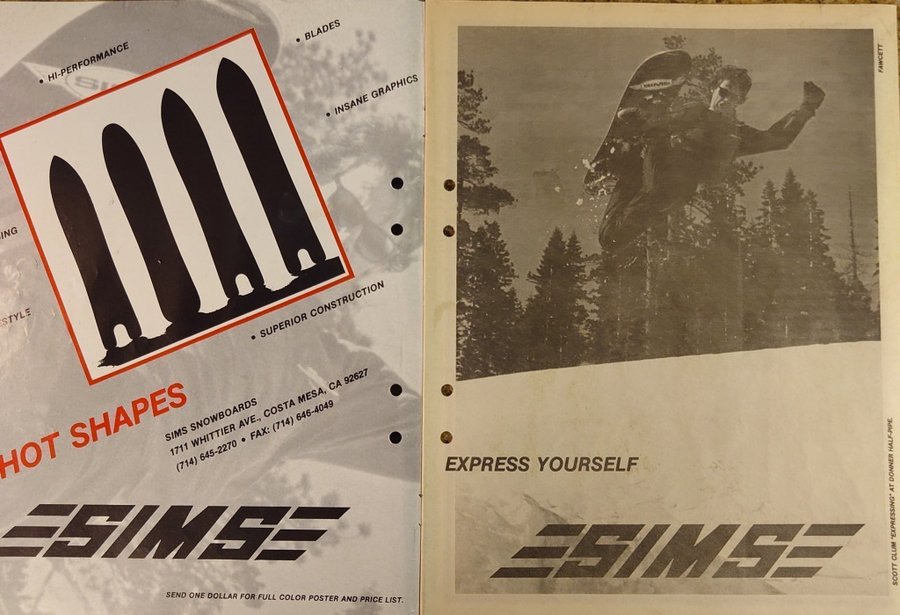 • HI-PERFORMANCE
• BLADES
• INSANE GRAPHICS
• SUPERIOR CONSTRUCTION
HOT SHAPES
SIMS SNOWBOARDS
1711 WHITTIER AVE., COSTA MESA, CA 92627
(714) 645-2270 • FAX: (714) 646-4049
SIMS
SEND ONE DOLLAR FOR FULL COLOR POSTER AND PRICE LIST.
FAWCETT
EXPRESS YOURSELF
SIMS
SCOTT CLUM "EXPRESSING" AT DONNER HALF-PIPE.